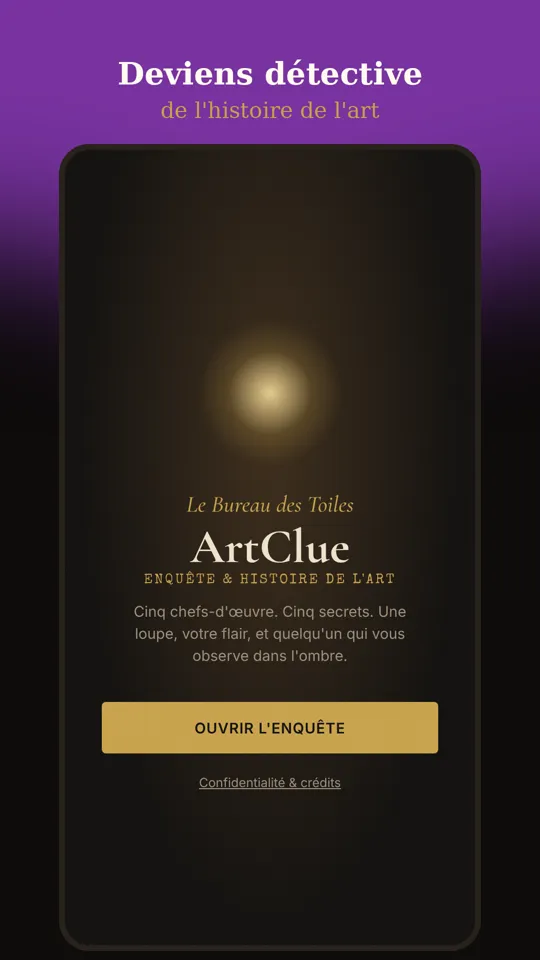 Deviens détective
de l'histoire de l'art
Le Bureau des Toiles
ArtClue
ENQUÊTE & HISTOIRE DE L'ART
Cinq chefs-d'œuvre. Cinq secrets. Une
loupe, votre flair, et quelqu'un qui vous
observe dans l'ombre.
OUVRIR L'ENQUÊTE
Confidentialité & crédits